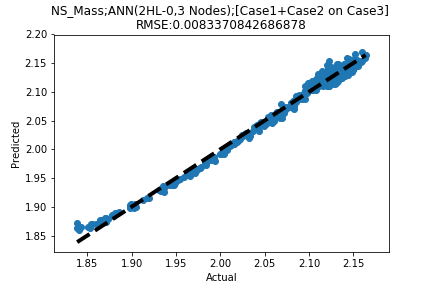 NS_Mass;ANN(2HL-0,3 Nodes);[Case1+Case2 on Case3]
RMSE:0.0083370842686878
2.20
2.15
2.10
2.05
2.00
1.95
1.90
1.85
Predicted
1.85 1.90 1.95 2.00 2.05 2.10 2.15
Actual